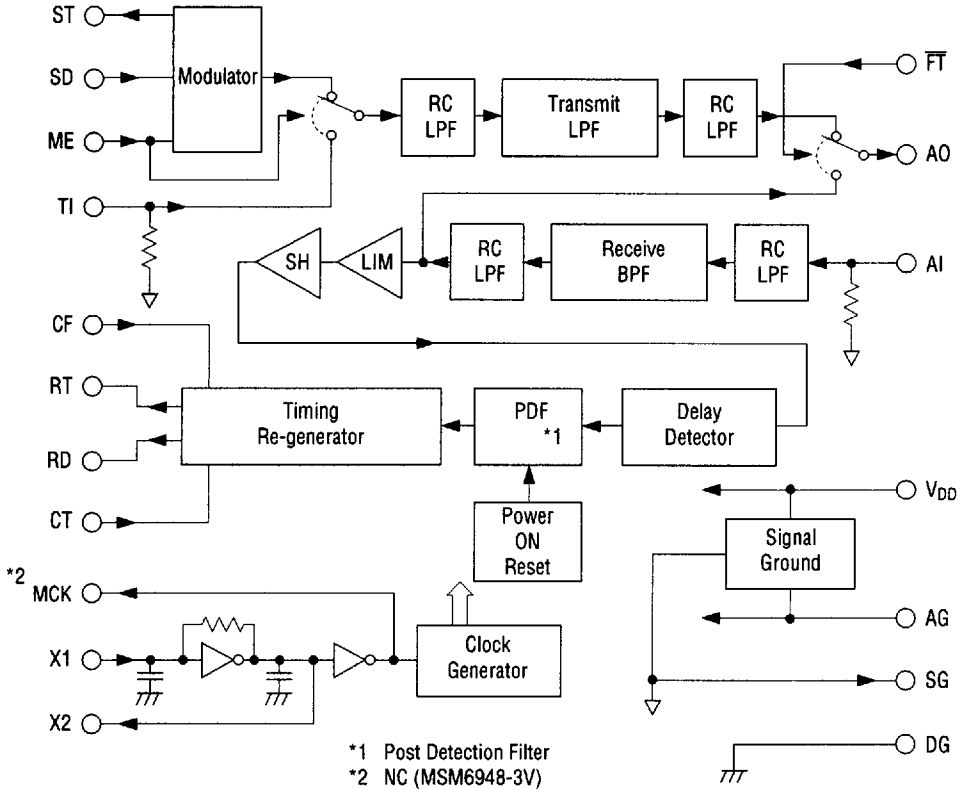 ST
SD
ME
TI
Modulator
RC
LPF
Transmit
LPF
RC
LPF
FT
AO
SH
LIM
RC
LPF
Receive
BPF
RC
LPF
AI
CF
RT
RD
CT
Timing
Re-generator
PDF
*1
Delay
Detector
Power
ON
Reset
VDD
Signal
Ground
AG
SG
DG
*2
MCK
X1
X2
Clock
Generator
*1 Post Detection Filter
*2 NC (MSM6948-3V)